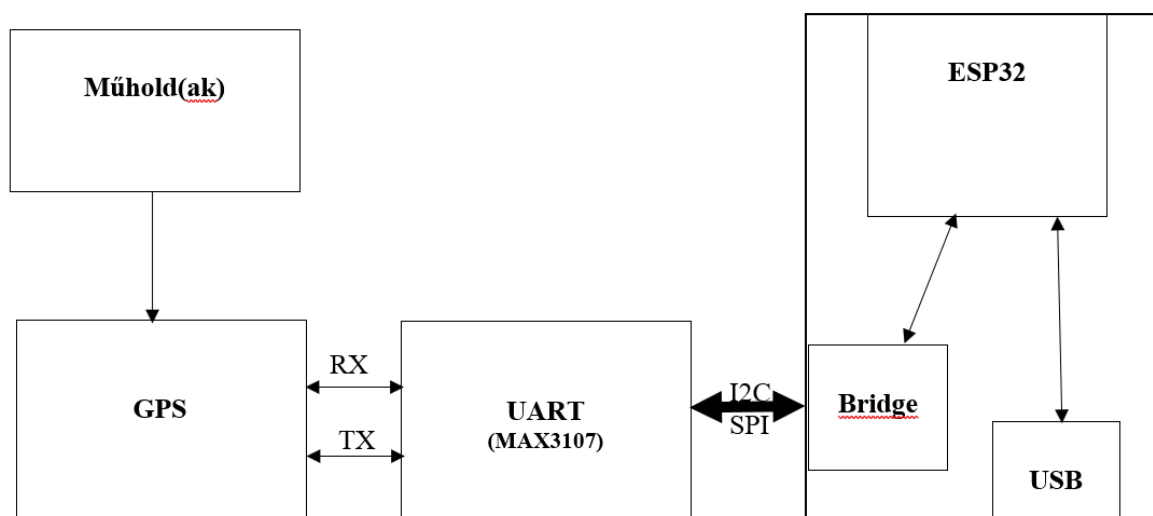 Műhold(ak)
ESP32
GPS
RX
TX
UART
(MAX3107)
I2C
SPI
Bridge
USB